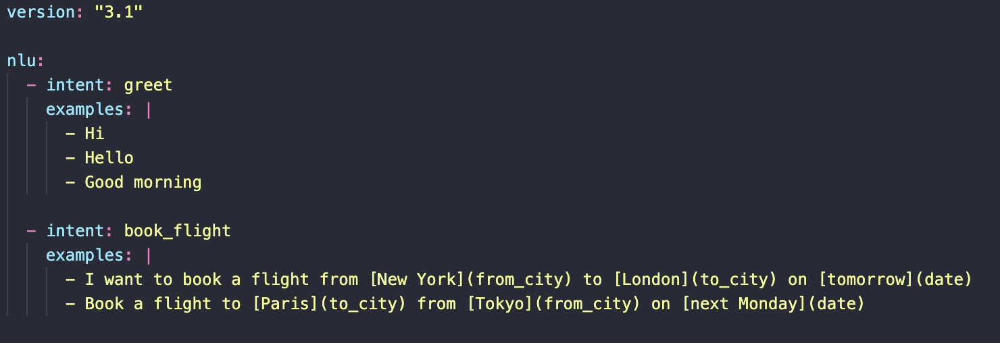 version: "3.1"
nlu:
- intent: greet
examples: |
- Hi
- Hello
- Good morning
- intent: book_flight
examples: |
- I want to book a flight from [New York](from_city) to [London](to_city) on [tomorrow](date)
- Book a flight to [Paris](to_city) from [Tokyo](from_city) on [next Monday](date)